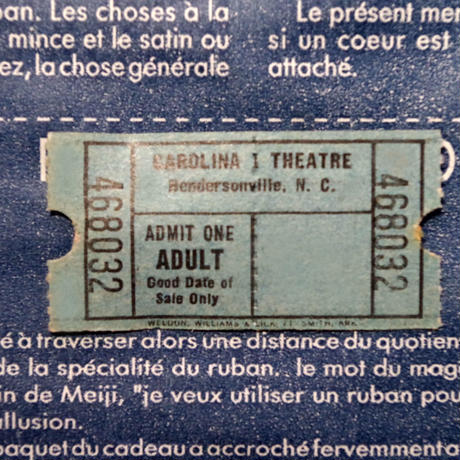 ban. Les choses à la
mince et le satin ou
ez, la chose générale
Le présent mer
si un coeur est
attaché.
CAROLINA I THEATRE
Hendersonville, N. C.
468032
ADMIT ONE
ADULT
Good Date of
Sale Only
468032
WELDON, WILLIAMS & LICK, FT. SMITH, ARK.
é à traverser alors une distance du quotien
de la spécialité du ruban.. le mot du mag
in de Meiji, "je veux utiliser un ruban pou
allusion.
paquet du cadeau a accroché fervemment a